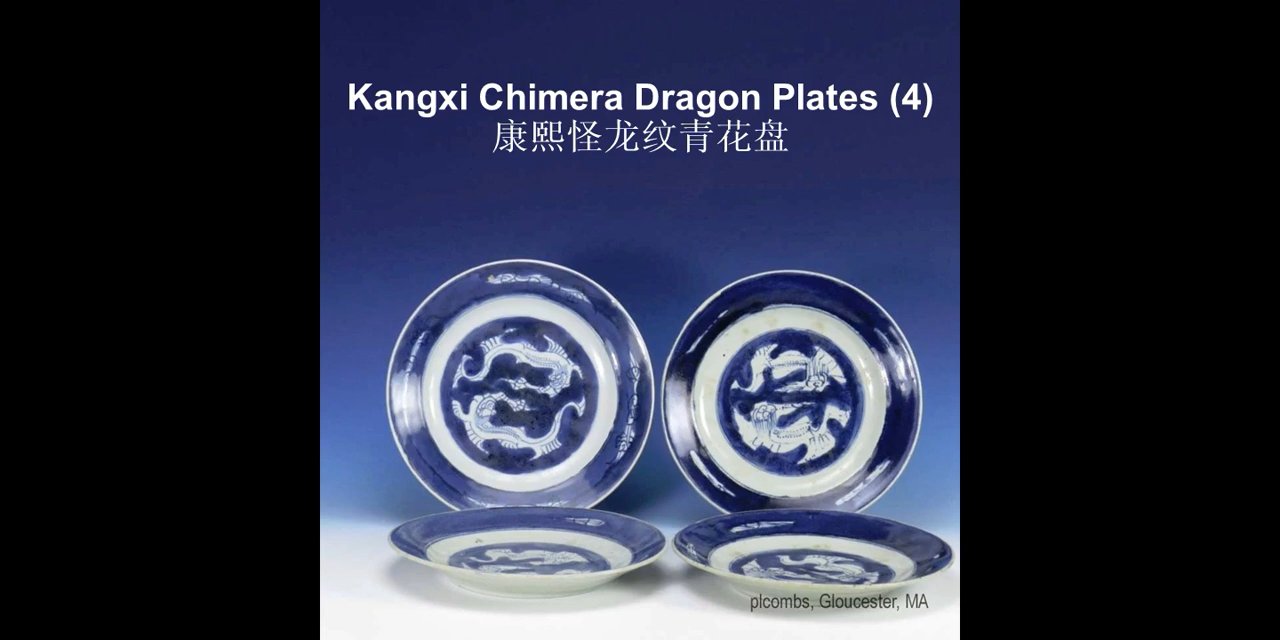 Kangxi Chimera Dragon Plates (4)
康熙怪龙纹青花盘
plcombs, Gloucester, MA